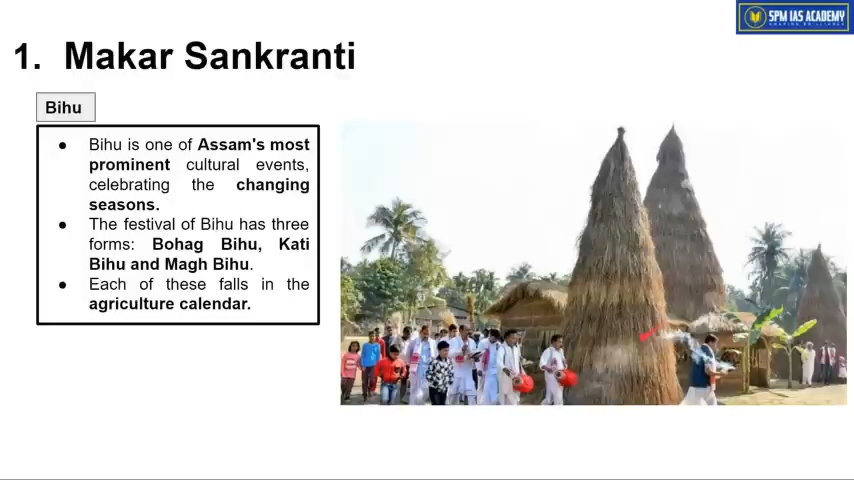 SPM IAS ACADEMY
SHAPING BRILLIANCE
1. Makar Sankranti
Bihu
● Bihu is one of Assam's most
prominent cultural events,
celebrating the changing
seasons.
● The festival of Bihu has three
forms: Bohag Bihu, Kati
Bihu and Magh Bihu.
● Each of these falls in the
agriculture calendar.